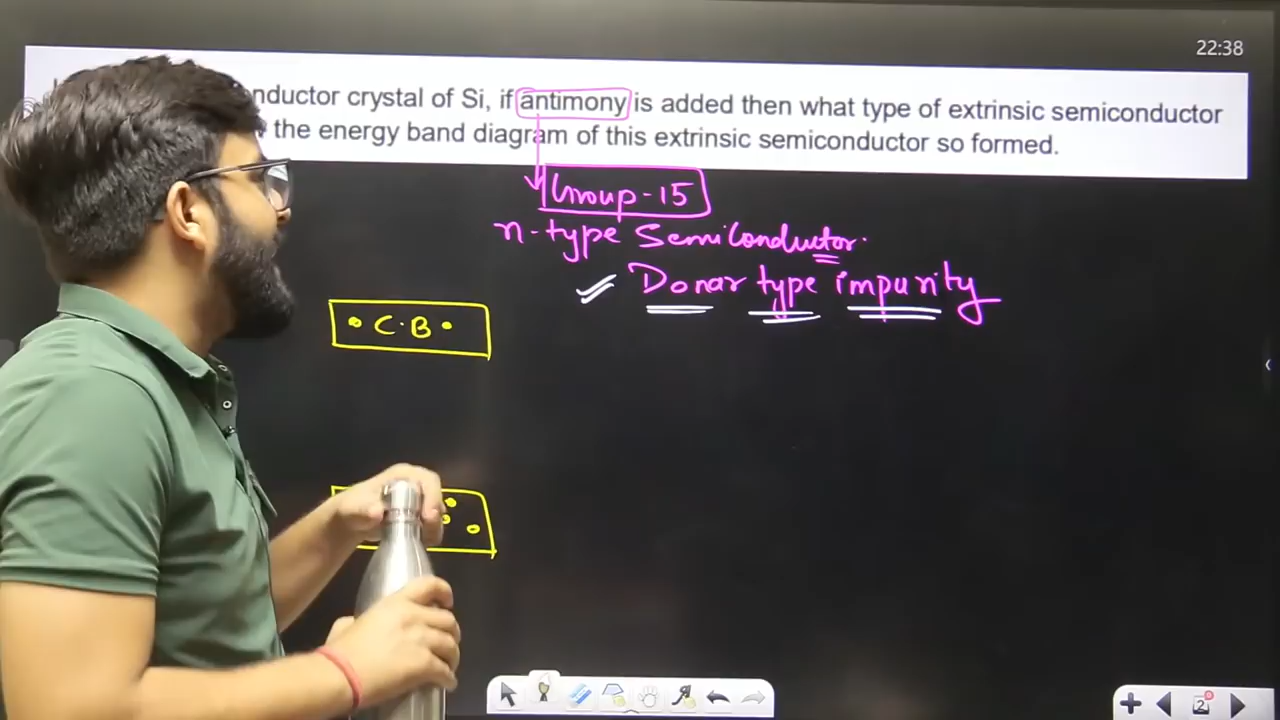 22:38
nductor crystal of Si, if antimony is added then what type of extrinsic semiconductor
the energy band diagram of this extrinsic semiconductor so formed.
Group-15
n-type Semiconductor.
Donar type impurity
C.B
2